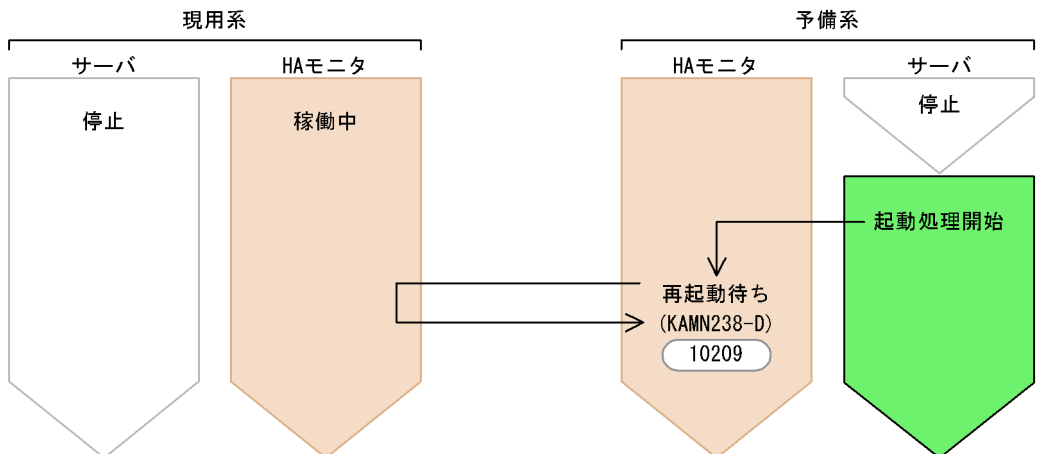 現用系
予備系
サーバ
HAモニタ
HAモニタ
サーバ
停止
稼働中
停止
起動処理開始
再起動待ち
(KAMN238-D)
10209